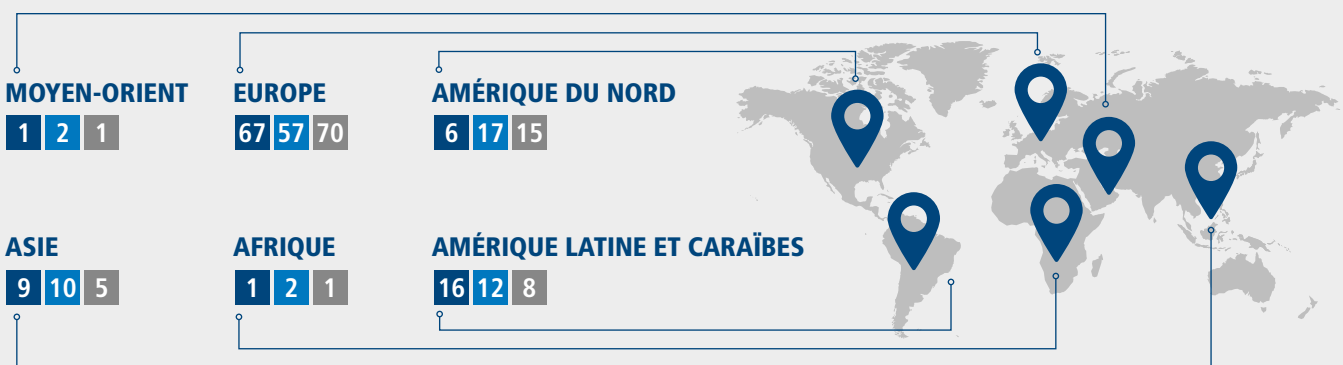 MOYEN-ORIENT
1 2 1
EUROPE
67 57 70
AMÉRIQUE DU NORD
6 17 15
ASIE
9 10 5
AFRIQUE
1 2 1
AMÉRIQUE LATINE ET CARAÏBES
16 12 8